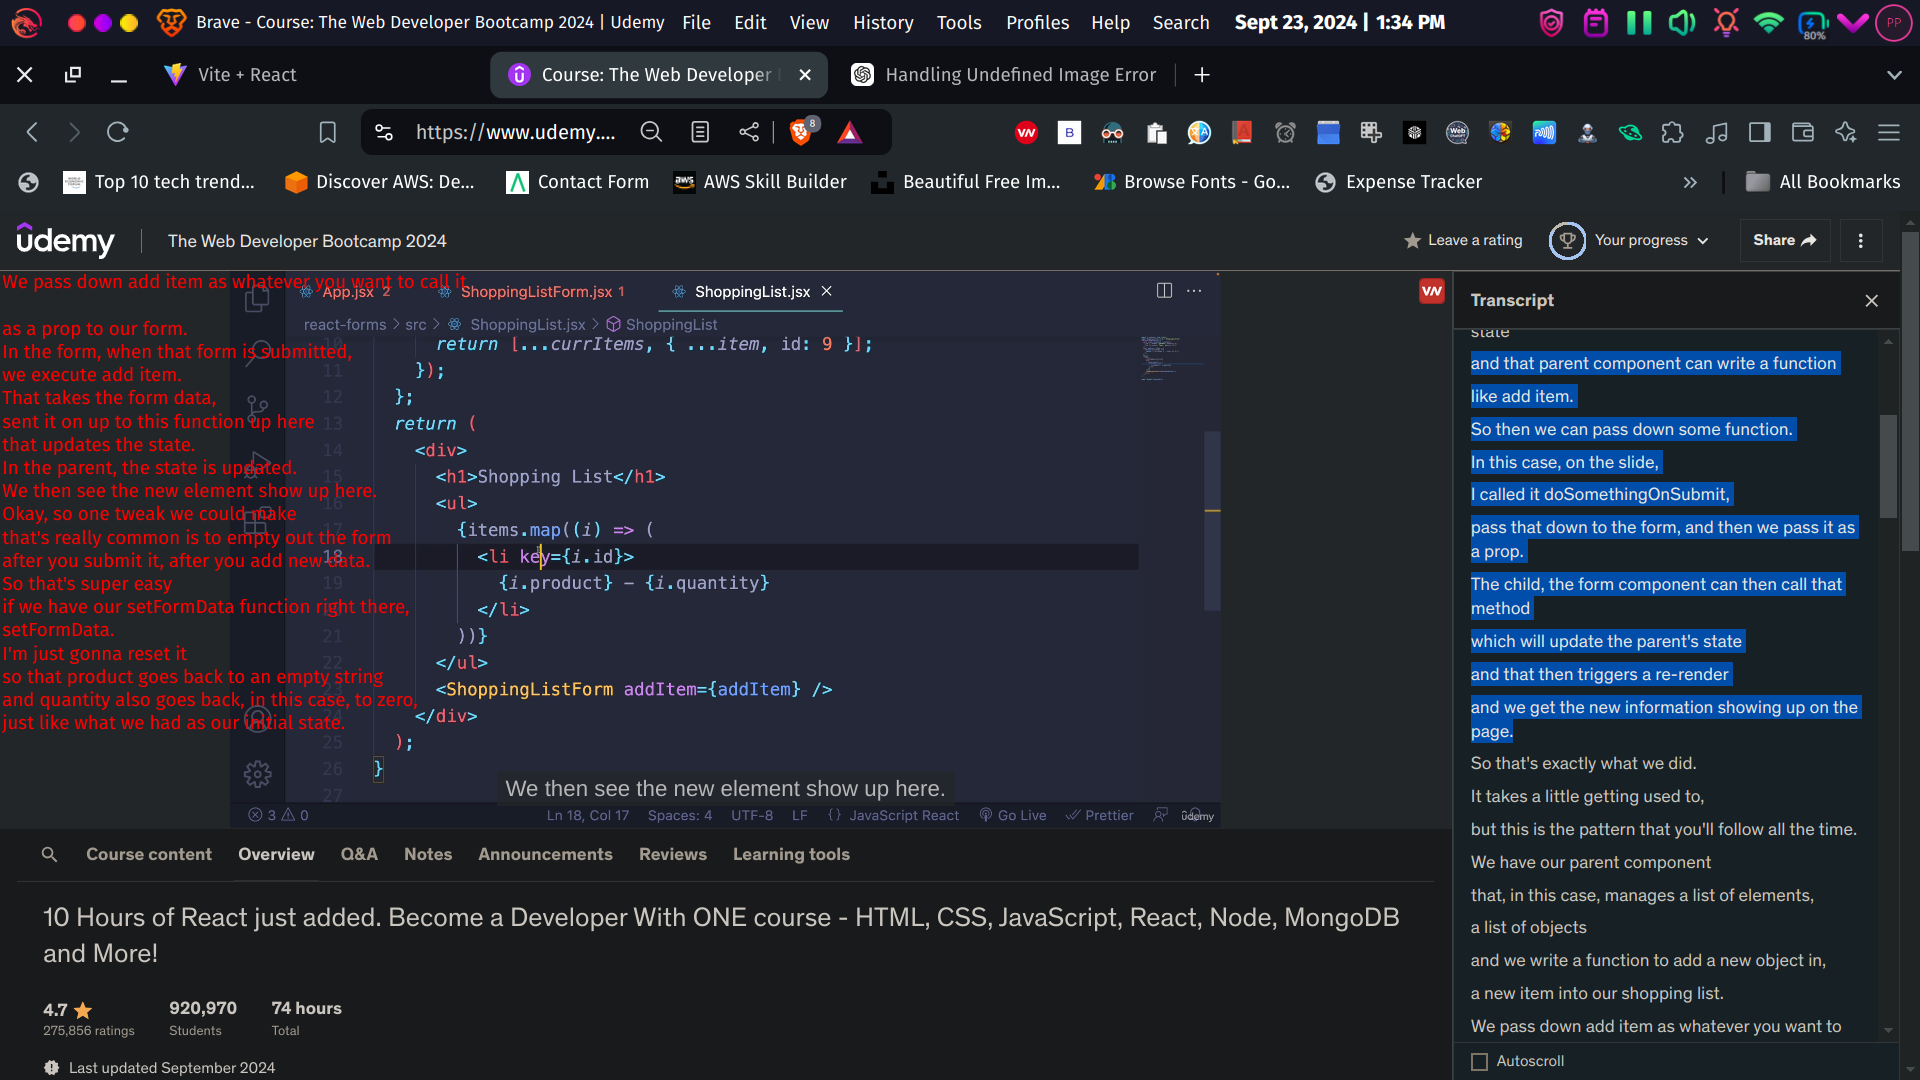 Brave - Course: The Web Developer Bootcamp 2024 | Udemy File Edit View History Tools Profiles Help Search Sept 23, 2024 | 1:34 PM 80% PP
Vite + React
Course: The Web Developer
Handling Undefined Image Error
https://www.udemy.... 8
Top 10 tech trend...
Discover AWS: De...
Contact Form
AWS Skill Builder
Beautiful Free Im...
Browse Fonts - Go...
Expense Tracker
All Bookmarks
udemy
The Web Developer Bootcamp 2024
Leave a rating
Your progress
Share
We pass down add item as whatever you want to call it
as a prop to our form.
In the form, when that form is submitted,
we execute add item.
That takes the form data,
sent it on up to this function up here
that updates the state.
In the parent, the state is updated.
We then see the new element show up here.
Okay, so one tweak we could make
that's really common is to empty out the form
after you submit it, after you add new data.
So that's super easy
if we have our setFormData function right there,
setFormData.
I'm just gonna reset it
so that product goes back to an empty string
and quantity also goes back, in this case, to zero,
just like what we had as our initial state.
App.jsx 2
ShoppingListForm.jsx 1
ShoppingList.jsx
react-forms > src > ShoppingList.jsx > ShoppingList
10 return [...currItems, { ...item, id: 9 }];
11 });
12 };
13 return (
14 <div>
15 <h1>Shopping List</h1>
16 <ul>
17 {items.map((i) => (
18 <li key={i.id}>
19 {i.product} - {i.quantity}
</li>
21 ))}
22 </ul>
23 <ShoppingListForm addItem={addItem} />
24 </div>
25 );
26 }
27
We then see the new element show up here.
3 0
Ln 18, Col 17 Spaces: 4 UTF-8 LF {} JavaScript React Go Live Prettier
udemy
Transcript
state
and that parent component can write a function
like add item.
So then we can pass down some function.
In this case, on the slide,
I called it doSomethingOnSubmit,
pass that down to the form, and then we pass it as
a prop.
The child, the form component can then call that
method
which will update the parent's state
and that then triggers a re-render
and we get the new information showing up on the
page.
So that's exactly what we did.
It takes a little getting used to,
but this is the pattern that you'll follow all the time.
We have our parent component
that, in this case, manages a list of elements,
a list of objects
and we write a function to add a new object in,
a new item into our shopping list.
We pass down add item as whatever you want to
Autoscroll
Course content
Overview
Q&A
Notes
Announcements
Reviews
Learning tools
10 Hours of React just added. Become a Developer With ONE course - HTML, CSS, JavaScript, React, Node, MongoDB
and More!
4.7
275,856 ratings
920,970
Students
74 hours
Total
Last updated September 2024